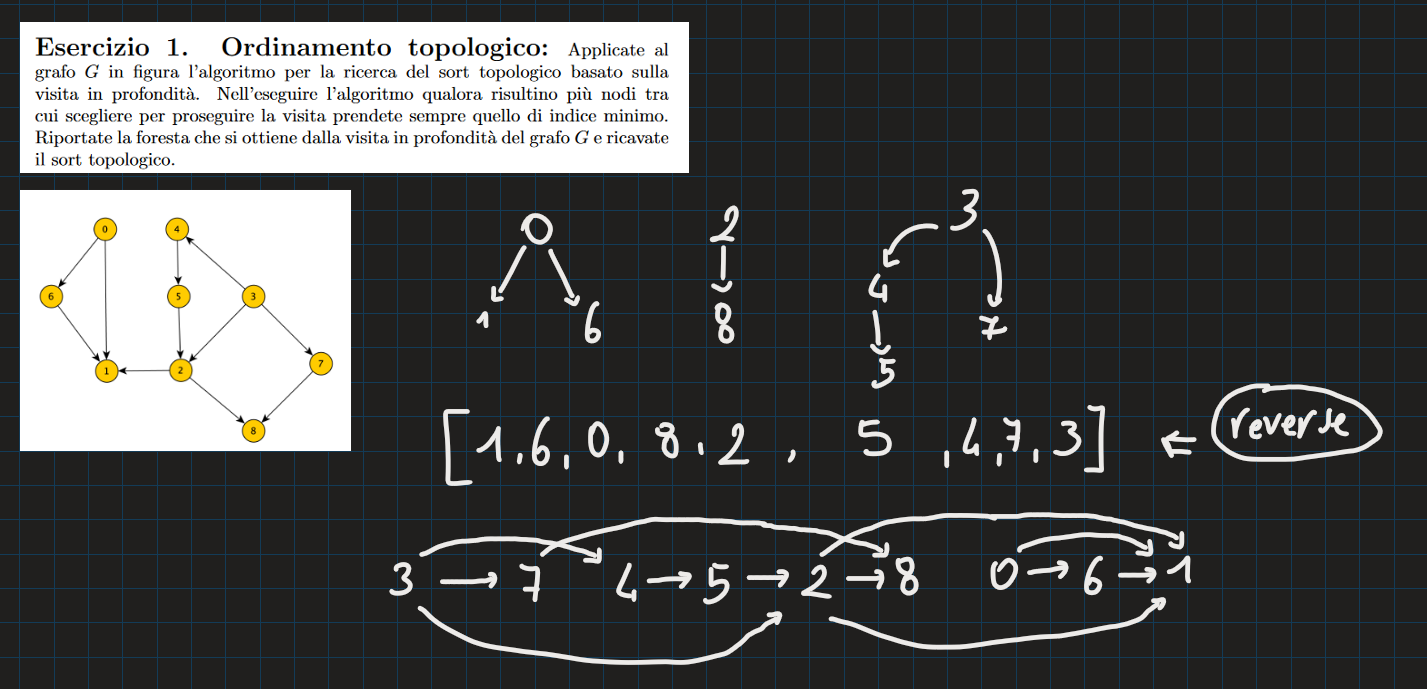 Esercizio 1. Ordinamento topologico: Applicate al
grafo G in figura l'algoritmo per la ricerca del sort topologico basato sulla
visita in profondità. Nell'eseguire l'algoritmo qualora risultino più nodi tra
cui scegliere per proseguire la visita prendete sempre quello di indice minimo.
Riportate la foresta che si ottiene dalla visita in profondità del grafo G e ricavate
il sort topologico.
0 4
6 5 3
1 2 7
8
0 2 3
1 6 8 4 7
5
[1, 6, 0, 8, 2, 5, 4, 7, 3] ← reverse
3 → 7 4 → 5 → 2 → 8 0 → 6 → 1